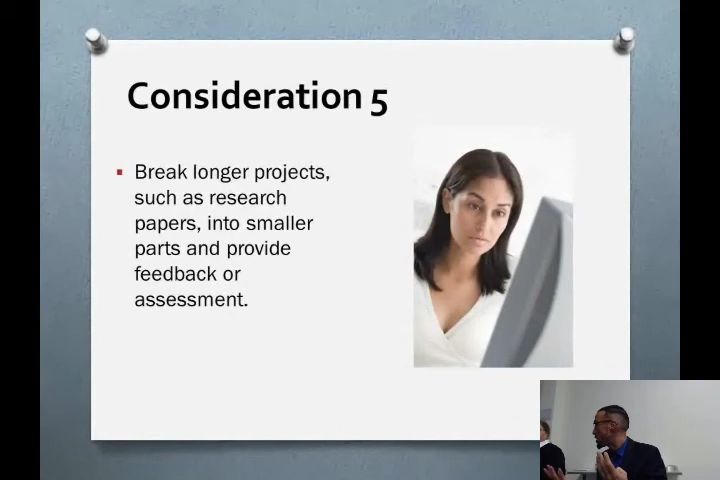 Consideration 5
Break longer projects,
such as research
papers, into smaller
parts and provide
feedback or
assessment.